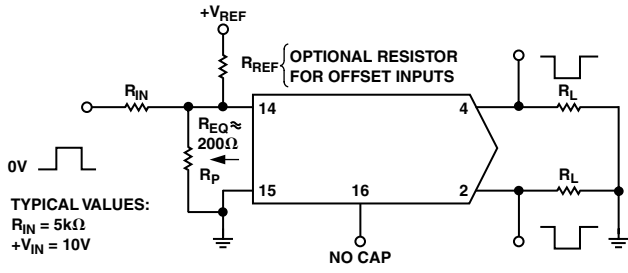 +VREF
RREF
OPTIONAL RESISTOR
FOR OFFSET INPUTS
RIN
14
4
RL
REQ≈
200Ω
0V
RP
15
16
2
RL
TYPICAL VALUES:
RIN = 5kΩ
+VIN = 10V
NO CAP